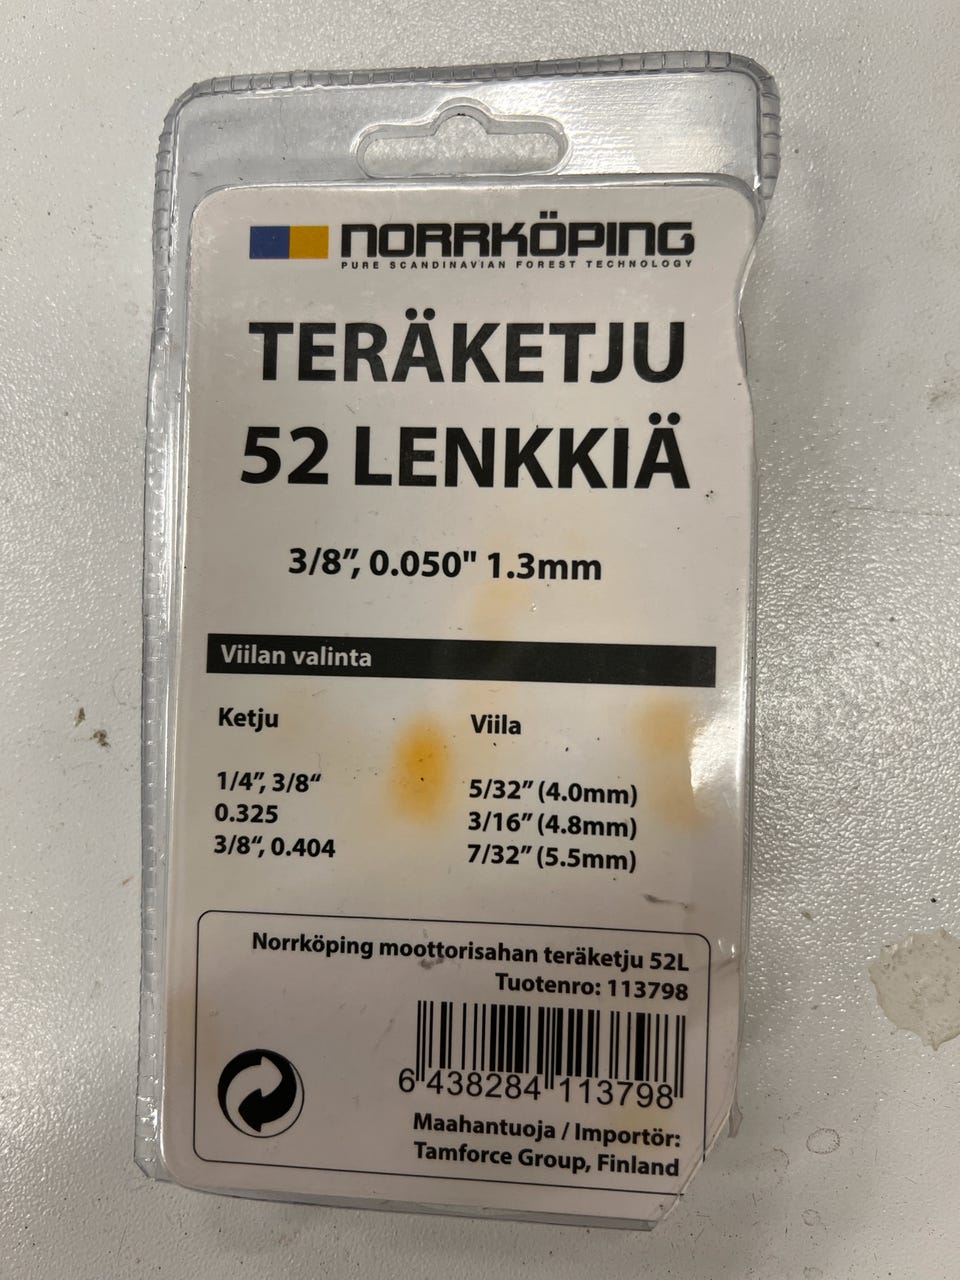 NORRKÖPING
PURE SCANDINAVIAN FOREST TECHNOLOGY
TERÄKETJU
52 LENKKIÄ
3/8”, 0.050" 1.3mm
Viilan valinta
Ketju Viila
1/4”, 3/8“ 5/32” (4.0mm)
0.325 3/16” (4.8mm)
3/8“, 0.404 7/32” (5.5mm)
Norrköping moottorisahan teräketju 52L
Tuotenro: 113798
6 438284 113798
Maahantuoja / Importör:
Tamforce Group, Finland